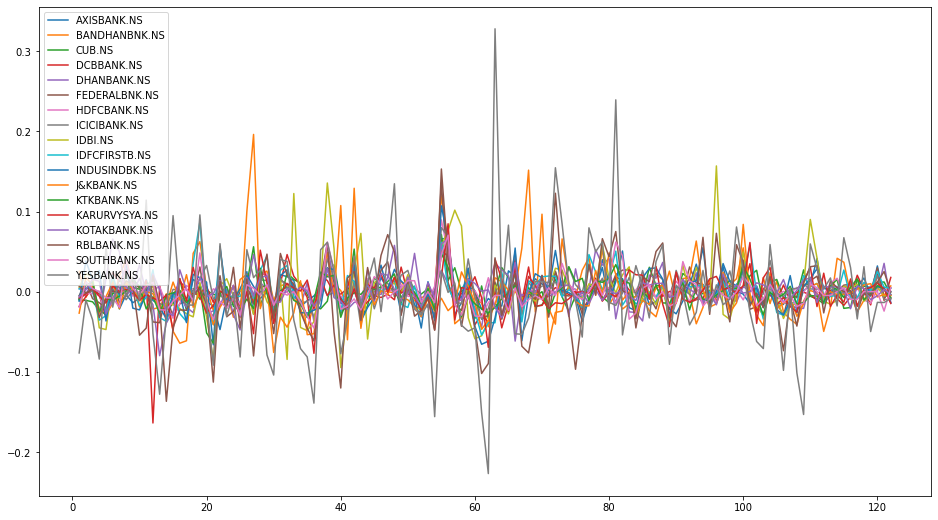 0.3
0.2
0.1
0.0
−0.1
−0.2
AXISBANK.NS
BANDHANBNK.NS
CUB.NS
DCBBANK.NS
DHANBANK.NS
FEDERALBNK.NS
HDFCBANK.NS
ICICIBANK.NS
IDBI.NS
IDFCFIRSTB.NS
INDUSINDBK.NS
J&KBANK.NS
KTKBANK.NS
KARURVYSYA.NS
KOTAKBANK.NS
RBLBANK.NS
SOUTHBANK.NS
YESBANK.NS
0 20 40 60 80 100 120